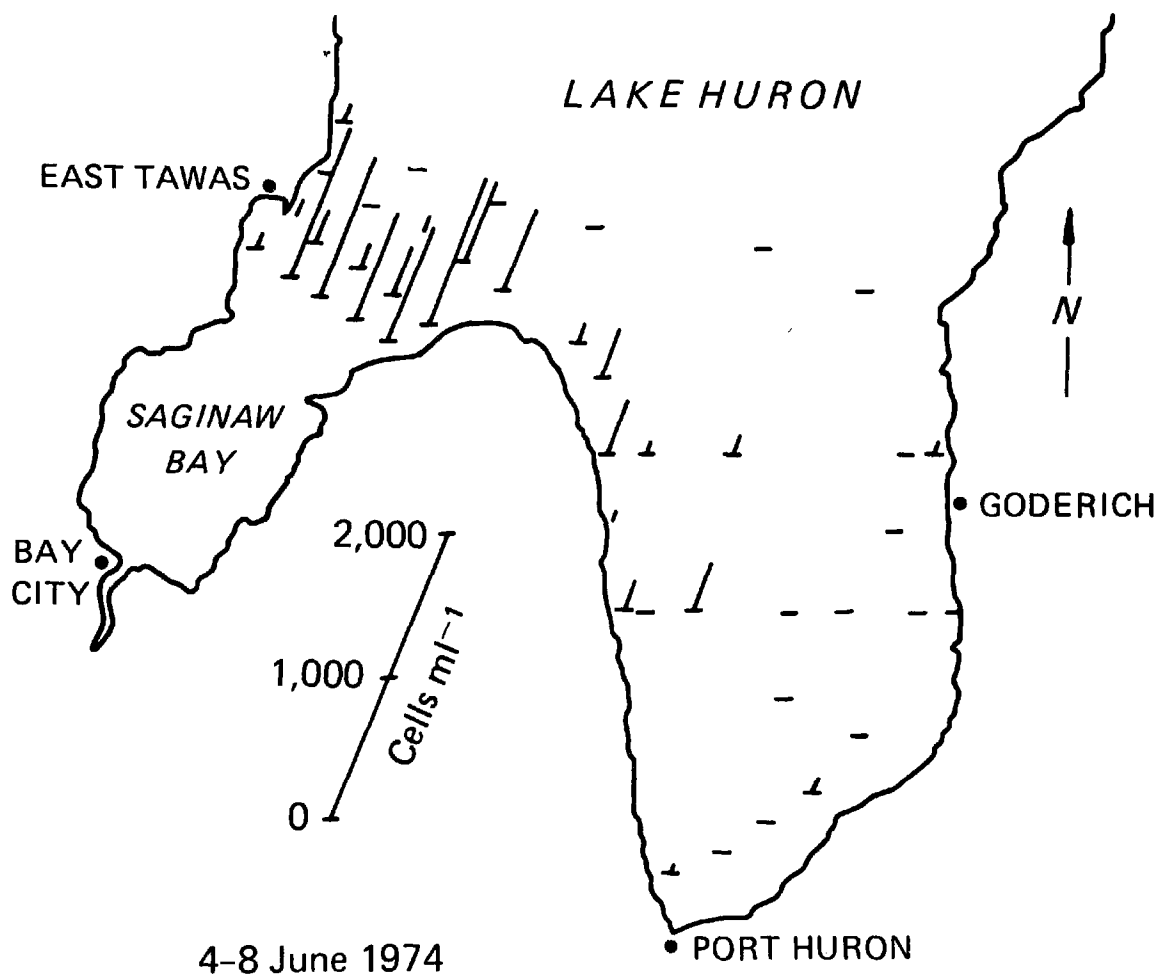 LAKE HURON
EAST TAWAS
N
SAGINAW
BAY
GODERICH
2,000
BAY
CITY
1,000
Cells ml−1
0
PORT HURON
4–8 June 1974